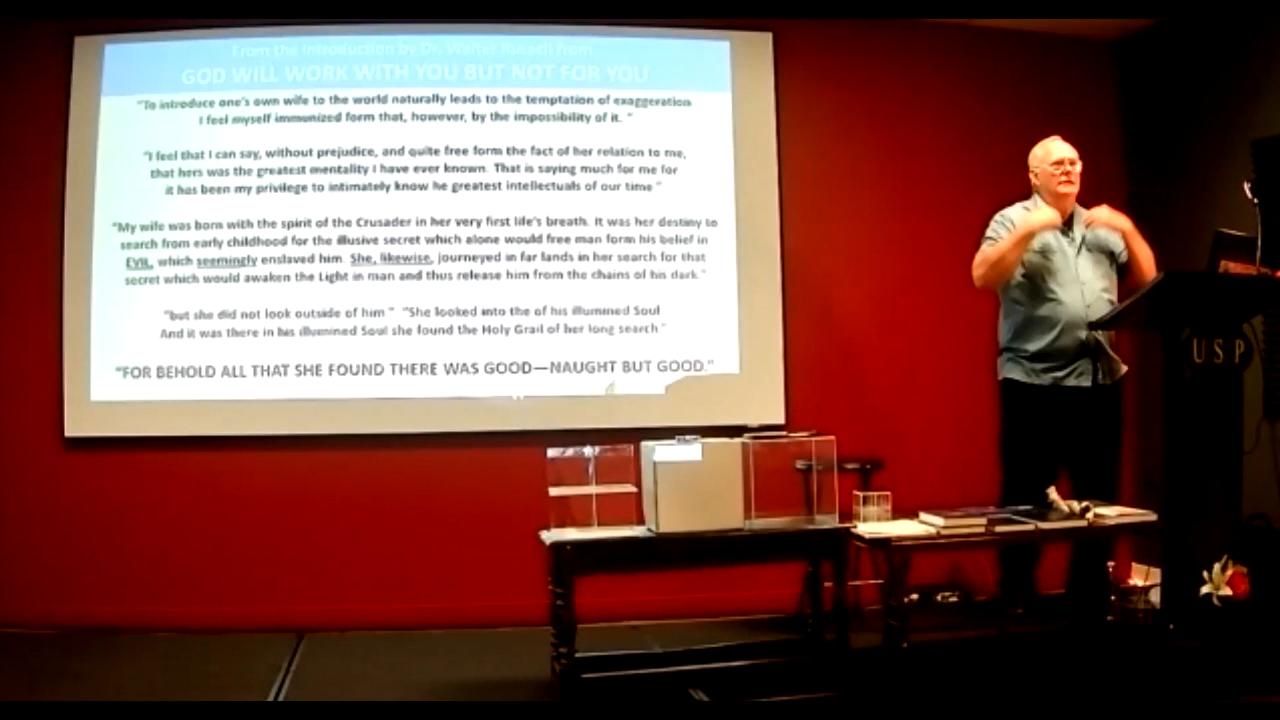 From the Introduction by Dr. Walter Russell from
GOD WILL WORK WITH YOU BUT NOT FOR YOU
"To introduce one's own wife to the world naturally leads to the temptation of exaggeration
I feel myself immunized form that, however, by the impossibility of it. "
"I feel that I can say, without prejudice, and quite free form the fact of her relation to me,
that hers was the greatest mentality I have ever known. That is saying much for me for
it has been my privilege to intimately know he greatest intellectuals of our time "
"My wife was born with the spirit of the Crusader in her very first life's breath. It was her destiny to
search from early childhood for the illusive secret which alone would free man form his belief in
EVIL, which seemingly enslaved him. She, likewise, journeyed in far lands in her search for that
secret which would awaken the Light in man and thus release him from the chains of his dark."
"but she did not look outside of him " "She looked into the of his illumined Soul
And it was there in his illumined Soul she found the Holy Grail of her long search"
"FOR BEHOLD ALL THAT SHE FOUND THERE WAS GOOD—NAUGHT BUT GOOD."
USP